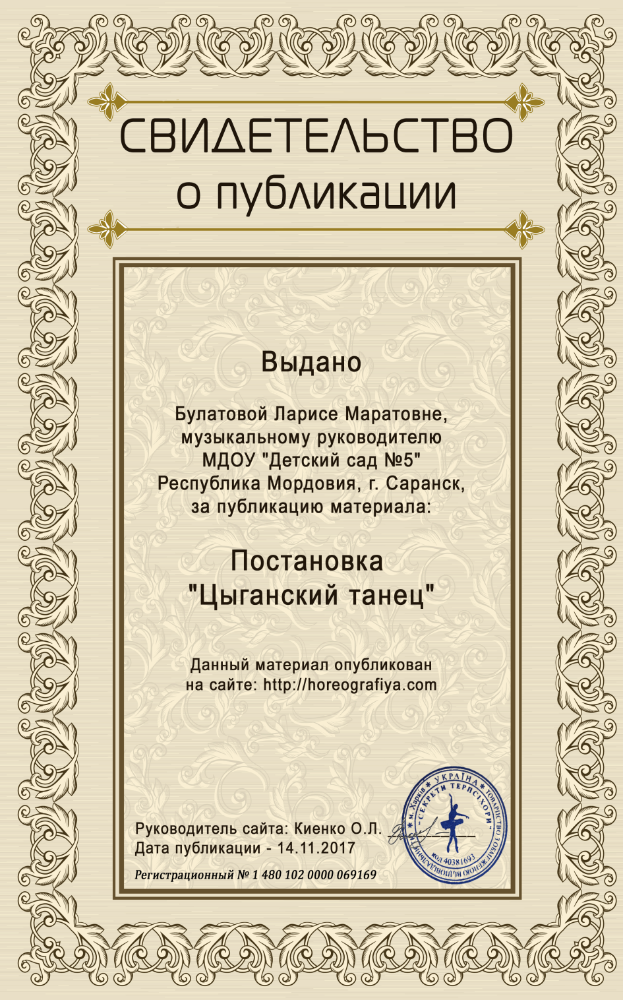 СВИДЕТЕЛЬСТВО
о публикации
Выдано
Булатовой Ларисе Маратовне,
музыкальному руководителю
МДОУ "Детский сад №5"
Республика Мордовия, г. Саранск,
за публикацию материала:
Постановка
"Цыганский танец"
Данный материал опубликован
на сайте: http://horeografiya.com
Руководитель сайта: Киенко О.Л.
Дата публикации - 14.11.2017
Регистрационный № 1 480 102 0000 069169
м. Харків * УКРАЇНА * ТОВАРИСТВО З ОБМЕЖЕНОЮ ВІДПОВІДАЛЬНІСТЮ
"СЕКРЕТИ ТЕРПСІХОРИ"
код 40381693